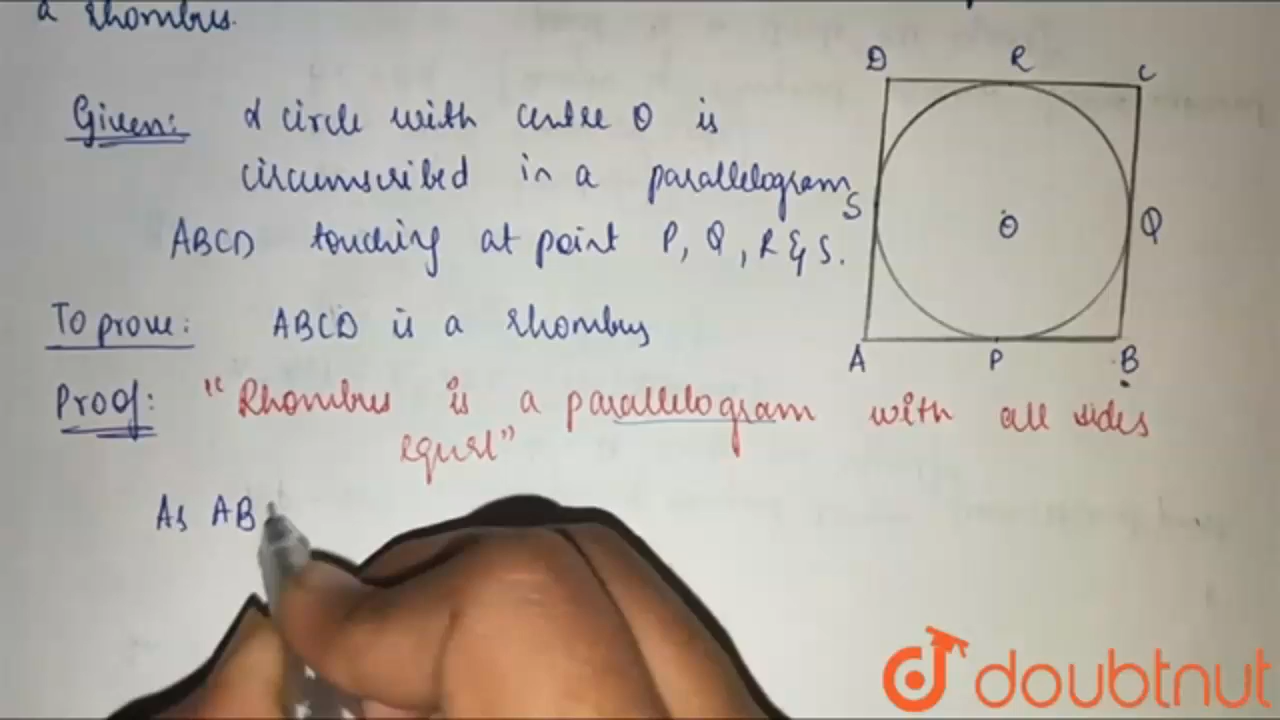 a rhombus.
Given: A circle with centre O is
circumscribed in a parallelogram
ABCD touching at point P, Q, R & S.
To prove: ABCD is a rhombus
Proof: "Rhombus is a parallelogram with all sides
equal"
As AB
D R C
S O Q
A P B
doubtnut